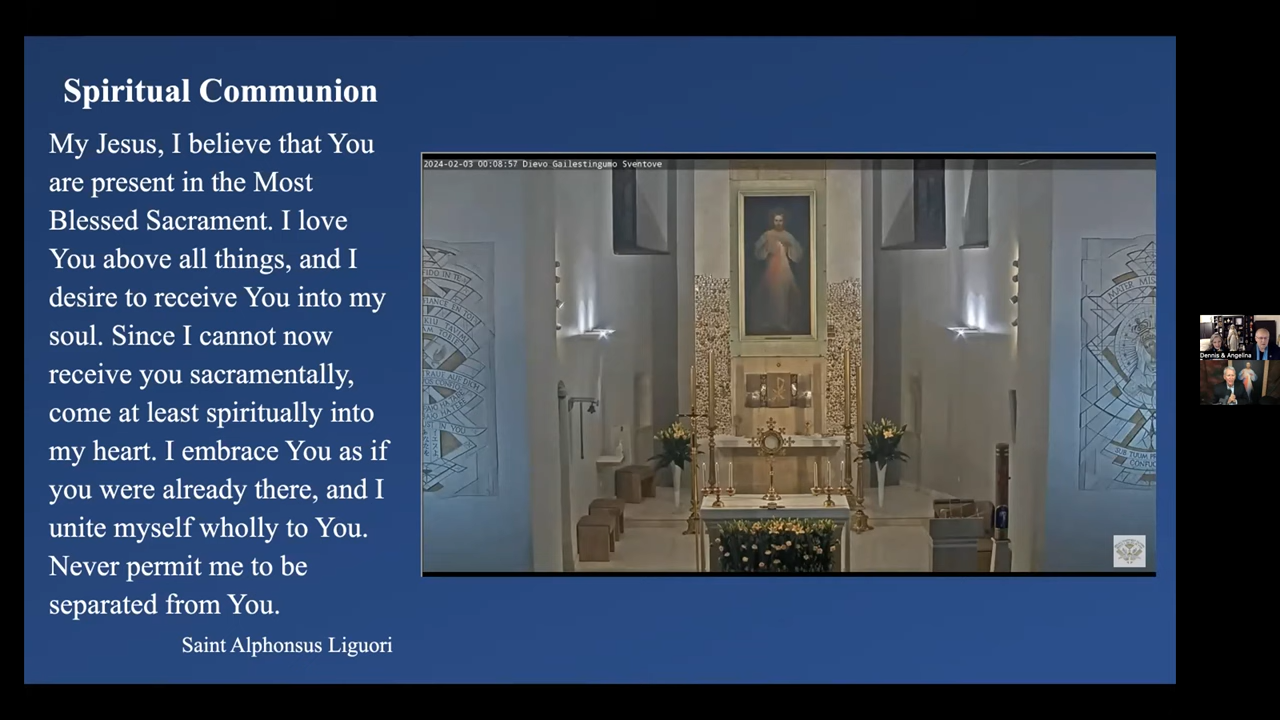 Spiritual Communion
My Jesus, I believe that You
are present in the Most
Blessed Sacrament. I love
You above all things, and I
desire to receive You into my
soul. Since I cannot now
receive you sacramentally,
come at least spiritually into
my heart. I embrace You as if
you were already there, and I
unite myself wholly to You.
Never permit me to be
separated from You.
Saint Alphonsus Liguori
2024-02-03 00:08:57 Dievo Gailestingumo Sventove
Dennis & Angelina